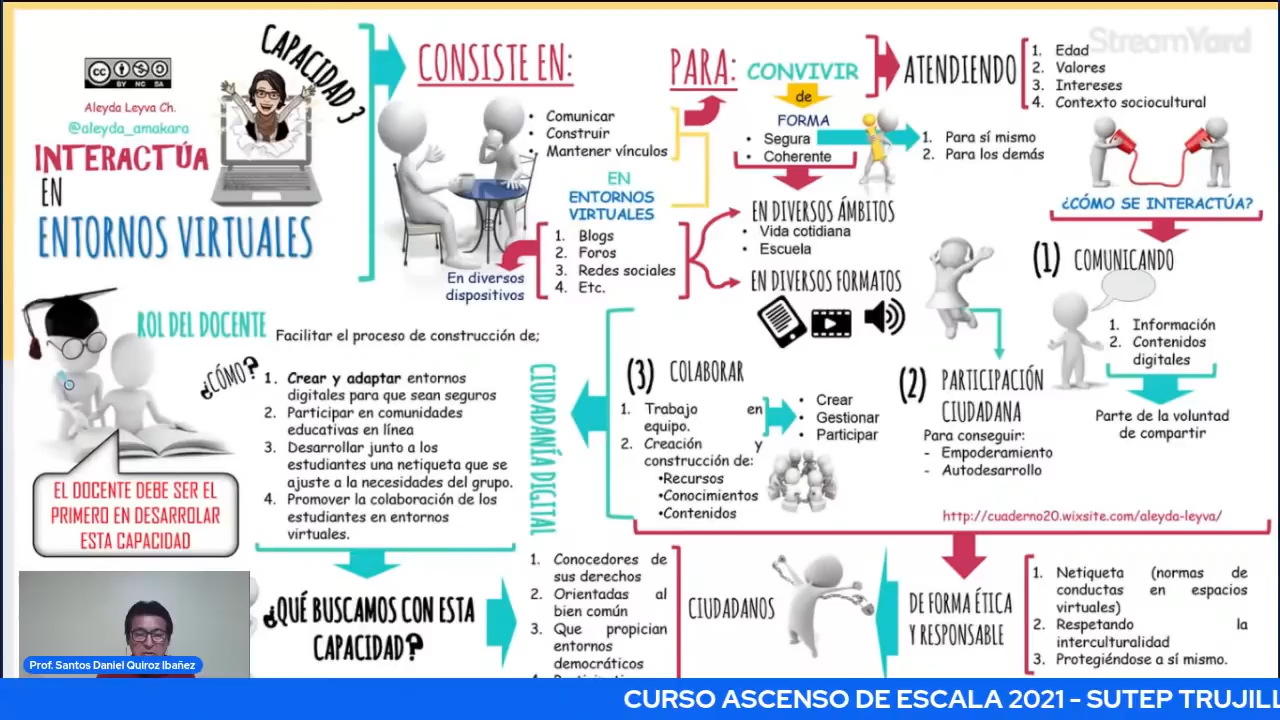 StreamYard
CAPACIDAD 3
BY NC SA
Aleyda Leyva Ch.
@aleyda_amakara
INTERACTÚA
EN
ENTORNOS VIRTUALES
CONSISTE EN:
• Comunicar
• Construir
• Mantener vínculos
EN
ENTORNOS
VIRTUALES
1. Blogs
2. Foros
3. Redes sociales
4. Etc.
En diversos
dispositivos
PARA:
CONVIVIR
de
FORMA
• Segura
• Coherente
1. Para sí mismo
2. Para los demás
ATENDIENDO
1. Edad
2. Valores
3. Intereses
4. Contexto sociocultural
EN DIVERSOS ÁMBITOS
• Vida cotidiana
• Escuela
EN DIVERSOS FORMATOS
¿CÓMO SE INTERACTÚA?
(1) COMUNICANDO
1. Información
2. Contenidos
digitales
Parte de la voluntad
de compartir
(2) PARTICIPACIÓN
CIUDADANA
Para conseguir:
- Empoderamiento
- Autodesarrollo
(3) COLABORAR
1. Trabajo en
equipo.
2. Creación y
construcción de:
•Recursos
•Conocimientos
•Contenidos
• Crear
• Gestionar
• Participar
http://cuaderno20.wixsite.com/aleyda-leyva/
CIUDADANÍA DIGITAL
ROL DEL DOCENTE
Facilitar el proceso de construcción de;
¿CÓMO?
1. Crear y adaptar entornos
digitales para que sean seguros
2. Participar en comunidades
educativas en línea
3. Desarrollar junto a los
estudiantes una netiqueta que se
ajuste a la necesidades del grupo.
4. Promover la colaboración de los
estudiantes en entornos
virtuales.
EL DOCENTE DEBE SER EL
PRIMERO EN DESARROLAR
ESTA CAPACIDAD
¿QUÉ BUSCAMOS CON ESTA
CAPACIDAD?
1. Conocedores de
sus derechos
2. Orientadas al
bien común
3. Que propician
entornos
democráticos
CIUDADANOS
DE FORMA ÉTICA
Y RESPONSABLE
1. Netiqueta (normas de
conductas en espacios
virtuales)
2. Respetando la
interculturalidad
3. Protegiéndose a sí mismo.
Prof. Santos Daniel Quiroz Ibañez
CURSO ASCENSO DE ESCALA 2021 - SUTEP TRUJILL